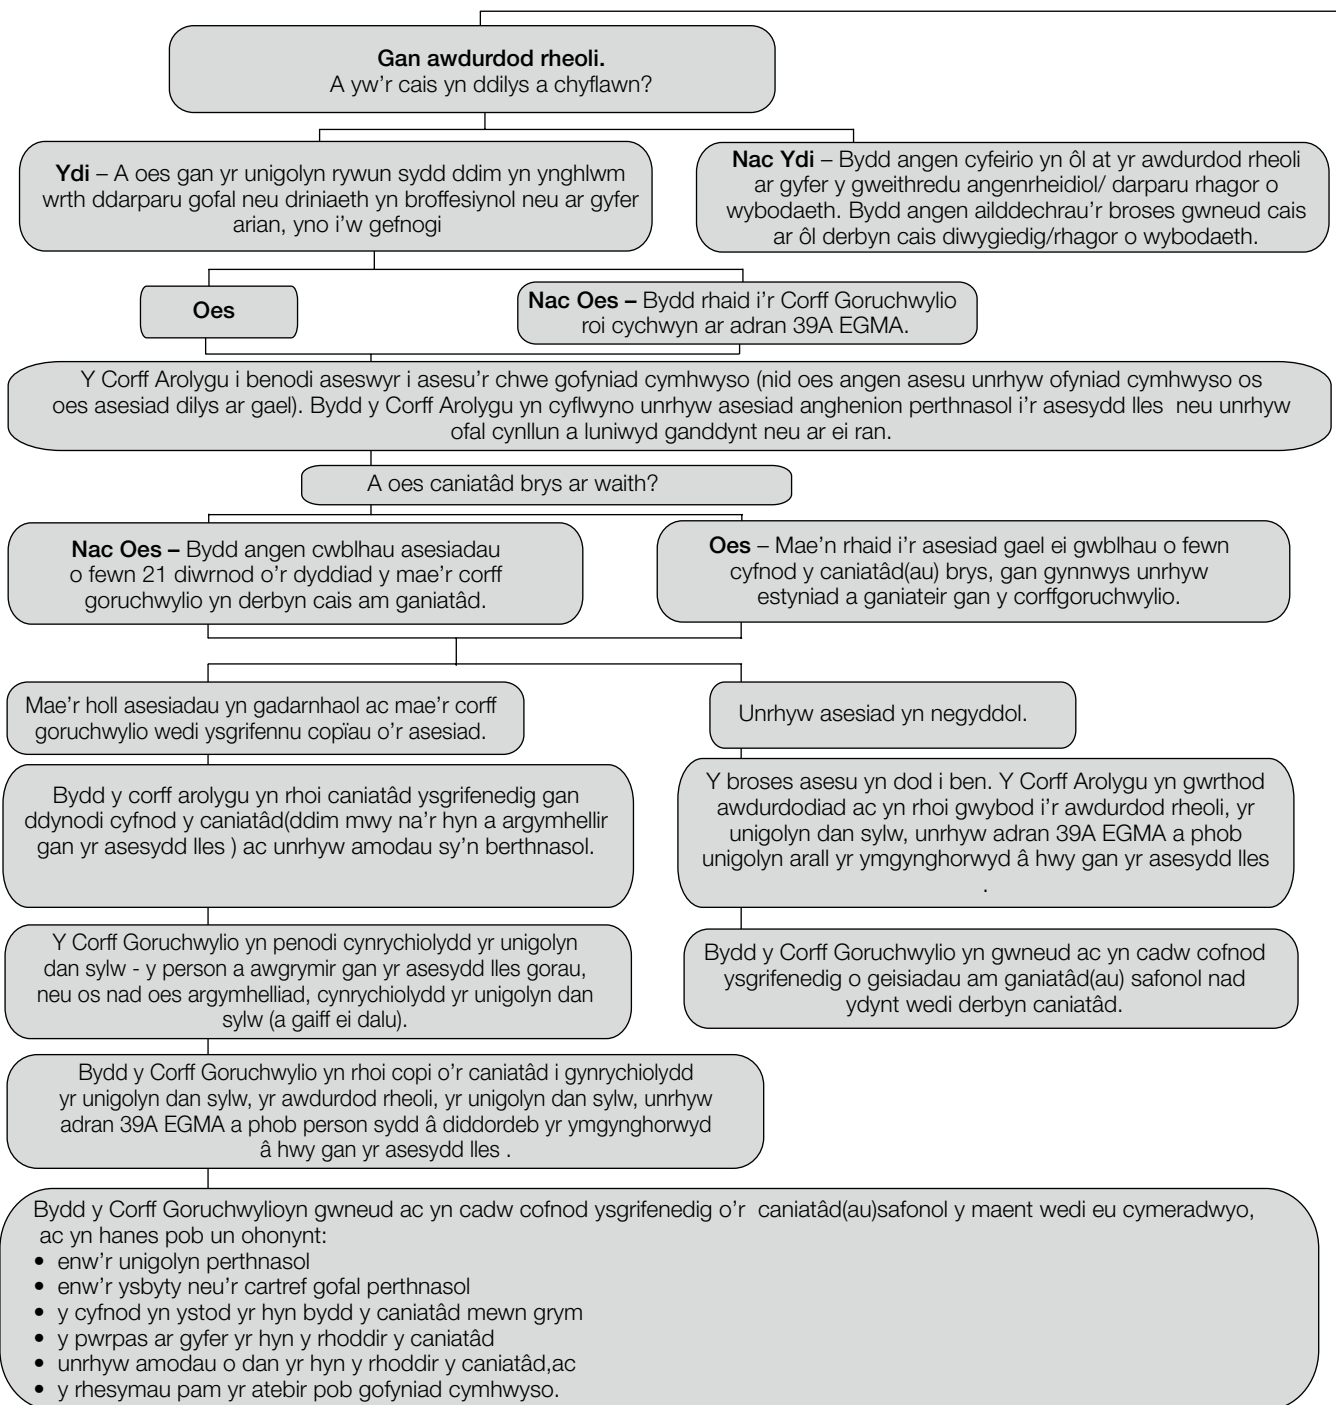 Gan awdurdod rheoli.
A yw'r cais yn ddilys a chyflawn?
Ydi – A oes gan yr unigolyn rywun sydd ddim yn ynghlwm
wrth ddarparu gofal neu driniaeth yn broffesiynol neu ar gyfer
arian, yno i'w gefnogi
Nac Ydi – Bydd angen cyfeirio yn ôl at yr awdurdod rheoli
ar gyfer y gweithredu angenrheidiol/ darparu rhagor o
wybodaeth. Bydd angen ailddechrau'r broses gwneud cais
ar ôl derbyn cais diwygiedig/rhagor o wybodaeth.
Oes
Nac Oes – Bydd rhaid i'r Corff Goruchwylio
roi cychwyn ar adran 39A EGMA.
Y Corff Arolygu i benodi aseswyr i asesu'r chwe gofyniad cymhwyso (nid oes angen asesu unrhyw ofyniad cymhwyso os
oes asesiad dilys ar gael). Bydd y Corff Arolygu yn cyflwyno unrhyw asesiad anghenion perthnasol i'r asesydd lles neu unrhyw
ofal cynllun a luniwyd ganddynt neu ar ei ran.
A oes caniatâd brys ar waith?
Nac Oes – Bydd angen cwblhau asesiadau
o fewn 21 diwrnod o'r dyddiad y mae'r corff
goruchwylio yn derbyn cais am ganiatâd.
Oes – Mae'n rhaid i'r asesiad gael ei gwblhau o fewn
cyfnod y caniatâd(au) brys, gan gynnwys unrhyw
estyniad a ganiateir gan y corffgoruchwylio.
Mae'r holl asesiadau yn gadarnhaol ac mae'r corff
goruchwylio wedi ysgrifennu copïau o'r asesiad.
Unrhyw asesiad yn negyddol.
Bydd y corff arolygu yn rhoi caniatâd ysgrifenedig gan
ddynodi cyfnod y caniatâd(ddim mwy na'r hyn a argymhellir
gan yr asesydd lles ) ac unrhyw amodau sy'n berthnasol.
Y broses asesu yn dod i ben. Y Corff Arolygu yn gwrthod
awdurdodiad ac yn rhoi gwybod i'r awdurdod rheoli, yr
unigolyn dan sylw, unrhyw adran 39A EGMA a phob
unigolyn arall yr ymgynghorwyd â hwy gan yr asesydd lles
.
Y Corff Goruchwylio yn penodi cynrychiolydd yr unigolyn
dan sylw - y person a awgrymir gan yr asesydd lles gorau,
neu os nad oes argymhelliad, cynrychiolydd yr unigolyn dan
sylw (a gaiff ei dalu).
Bydd y Corff Goruchwylio yn gwneud ac yn cadw cofnod
ysgrifenedig o geisiadau am ganiatâd(au) safonol nad
ydynt wedi derbyn caniatâd.
Bydd y Corff Goruchwylio yn rhoi copi o'r caniatâd i gynrychiolydd
yr unigolyn dan sylw, yr awdurdod rheoli, yr unigolyn dan sylw, unrhyw
adran 39A EGMA a phob person sydd â diddordeb yr ymgynghorwyd
â hwy gan yr asesydd lles .
Bydd y Corff Goruchwylioyn gwneud ac yn cadw cofnod ysgrifenedig o'r caniatâd(au)safonol y maent wedi eu cymeradwyo,
ac yn hanes pob un ohonynt:
• enw'r unigolyn perthnasol
• enw'r ysbyty neu'r cartref gofal perthnasol
• y cyfnod yn ystod yr hyn bydd y caniatâd mewn grym
• y pwrpas ar gyfer yr hyn y rhoddir y caniatâd
• unrhyw amodau o dan yr hyn y rhoddir y caniatâd,ac
• y rhesymau pam yr atebir pob gofyniad cymhwyso.